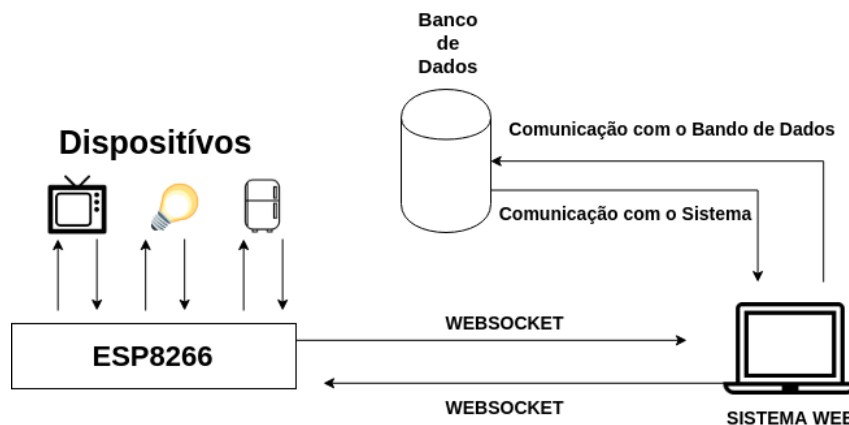 Banco
de
Dados
Comunicação com o Bando de Dados
Dispositívos
Comunicação com o Sistema
WEBSOCKET
ESP8266
WEBSOCKET
SISTEMA WEB